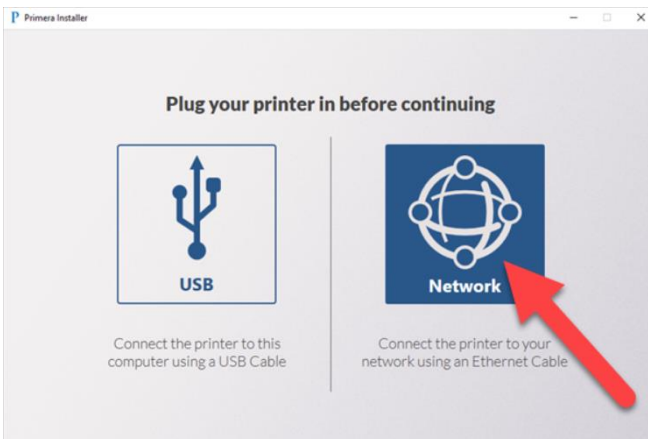 Primera Installer
Plug your printer in before continuing
USB
Network
Connect the printer to this
computer using a USB Cable
Connect the printer to your
network using an Ethernet Cable